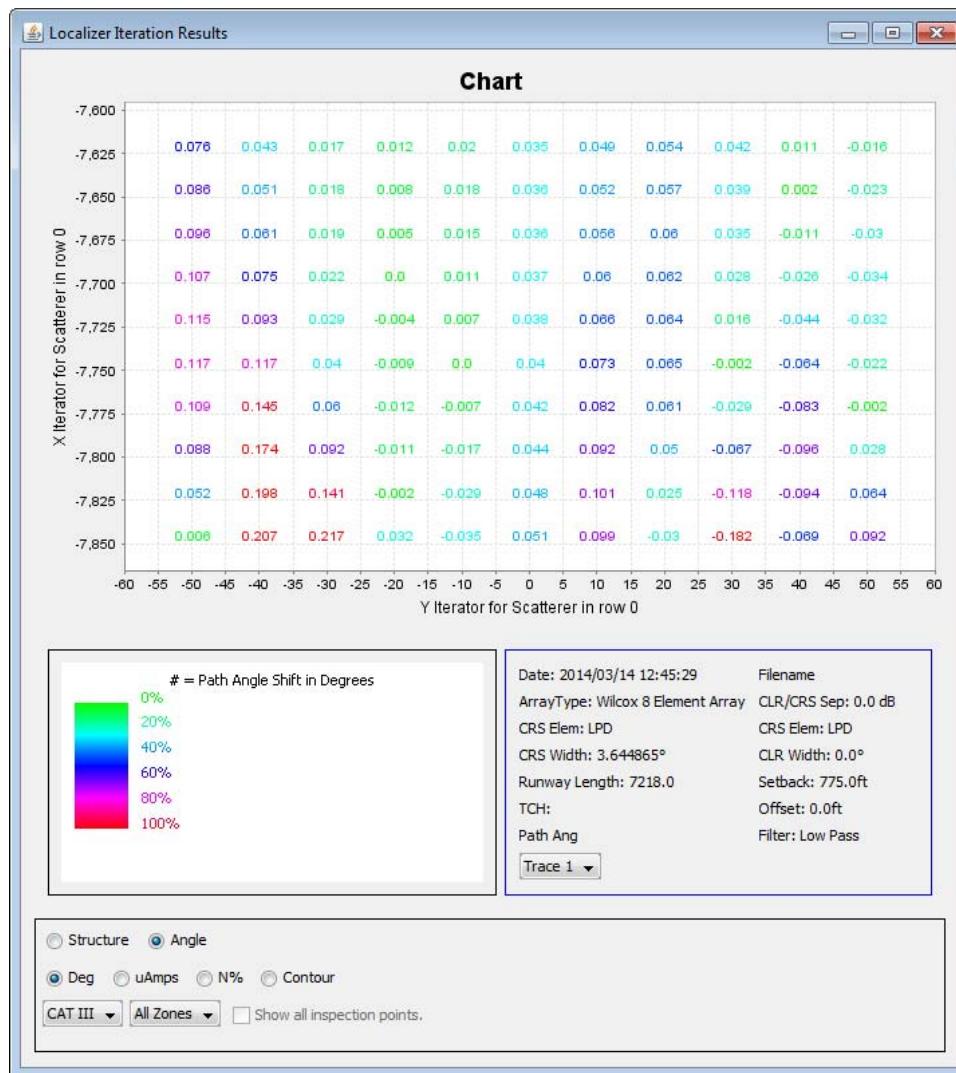 Localizer Iteration Results
Chart
X Iterator for Scatterer in row 0
-7,600
0.076 0.043 0.017 0.012 0.02 0.035 0.049 0.054 0.042 0.011 -0.016
-7,625
0.086 0.051 0.018 0.008 0.018 0.036 0.052 0.057 0.039 0.002 -0.023
-7,650
0.096 0.061 0.019 0.005 0.015 0.036 0.056 0.06 0.035 -0.011 -0.03
-7,675
0.107 0.075 0.022 0.0 0.011 0.037 0.06 0.062 0.028 -0.026 -0.034
-7,700
0.115 0.093 0.029 -0.004 0.007 0.038 0.066 0.064 0.016 -0.044 -0.032
-7,725
0.117 0.117 0.04 -0.009 0.0 0.04 0.073 0.065 -0.002 -0.064 -0.022
-7,750
0.109 0.145 0.06 -0.012 -0.007 0.042 0.082 0.061 -0.029 -0.083 -0.002
-7,775
0.088 0.174 0.092 -0.011 -0.017 0.044 0.092 0.05 -0.067 -0.096 0.028
-7,800
0.052 0.198 0.141 -0.002 -0.029 0.048 0.101 0.025 -0.118 -0.094 0.064
-7,825
0.006 0.207 0.217 0.032 -0.035 0.051 0.099 -0.03 -0.182 -0.069 0.092
-7,850
-60 -55 -50 -45 -40 -35 -30 -25 -20 -15 -10 -5 0 5 10 15 20 25 30 35 40 45 50 55 60
Y Iterator for Scatterer in row 0
# = Path Angle Shift in Degrees
0%
20%
40%
60%
80%
100%
Date: 2014/03/14 12:45:29 Filename
ArrayType: Wilcox 8 Element Array CLR/CRS Sep: 0.0 dB
CRS Elem: LPD CRS Elem: LPD
CRS Width: 3.644865° CLR Width: 0.0°
Runway Length: 7218.0 Setback: 775.0ft
TCH: Offset: 0.0ft
Path Ang Filter: Low Pass
Trace 1
Structure Angle
Deg uAmps N% Contour
CAT III All Zones Show all inspection points.